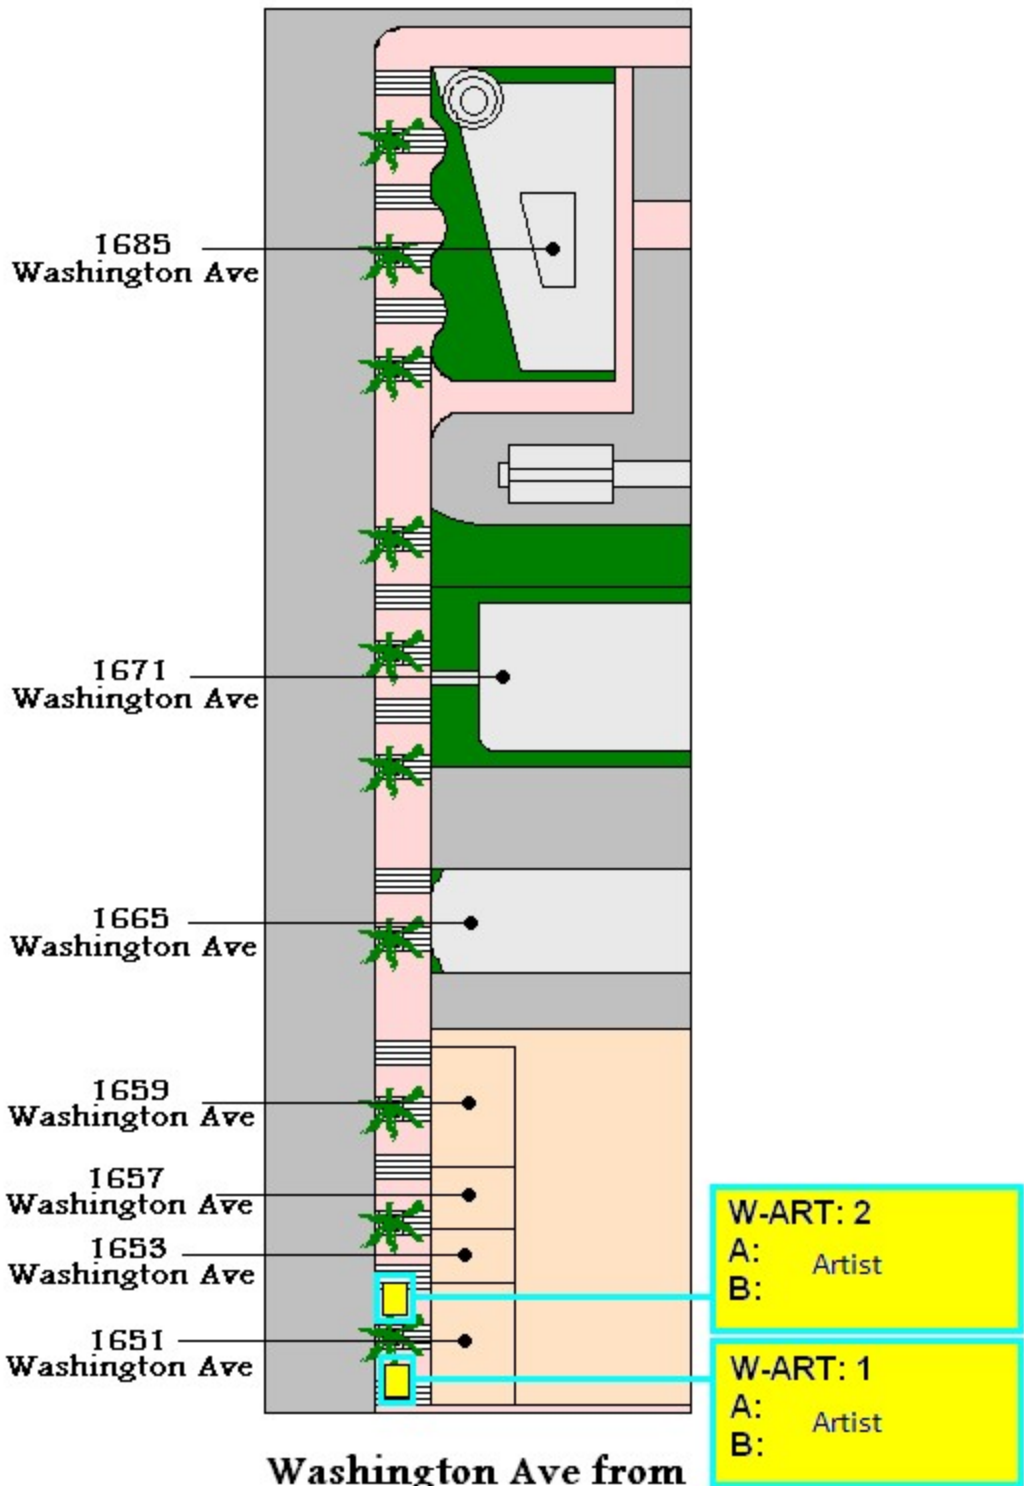 1685
Washington Ave
1671
Washington Ave
1665
Washington Ave
1659
Washington Ave
1657
Washington Ave
1653
Washington Ave
1651
Washington Ave
W-ART: 2
A:
Artist
B:
W-ART: 1
A:
Artist
B:
Washington Ave from